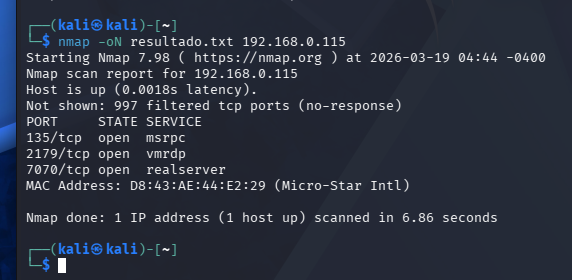 ┌──(kali㉿kali)-[~]
└─$ nmap -oN resultado.txt 192.168.0.115
Starting Nmap 7.98 ( https://nmap.org ) at 2026-03-19 04:44 -0400
Nmap scan report for 192.168.0.115
Host is up (0.0018s latency).
Not shown: 997 filtered tcp ports (no-response)
PORT     STATE SERVICE
135/tcp  open  msrpc
2179/tcp open  vmrdp
7070/tcp open  realserver
MAC Address: D8:43:AE:44:E2:29 (Micro-Star Intl)

Nmap done: 1 IP address (1 host up) scanned in 6.86 seconds

┌──(kali㉿kali)-[~]
└─$